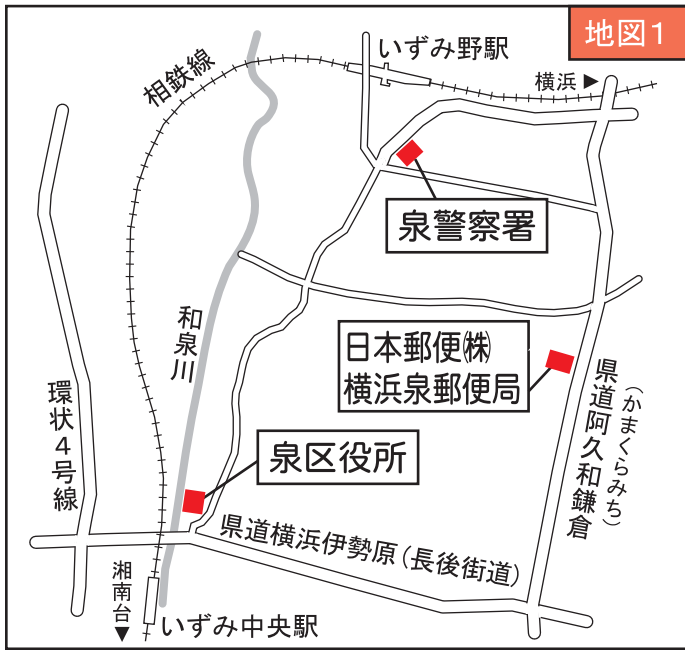 地図1
いずみ野駅
横浜▶
相鉄線
泉警察署
和泉川
日本郵便㈱
横浜泉郵便局
環状4号線
県道阿久和鎌倉
(かまくらみち)
泉区役所
県道横浜伊勢原(長後街道)
湘南台▼
いずみ中央駅